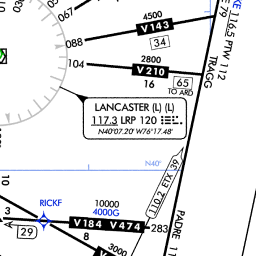 067
4500
V143
088
34
104
2800
V210
16
65
TO ARD
KE 116.5 PTW 112
E 79
TRAGG
LANCASTER (L) (L)
117.3 LRP 120
N40°07.20' W76°17.48'
N40°
110.2 ETX 39
PADRE 11
10
RICKF
10000
4000G
3
V184 V474
283
29
8
3000